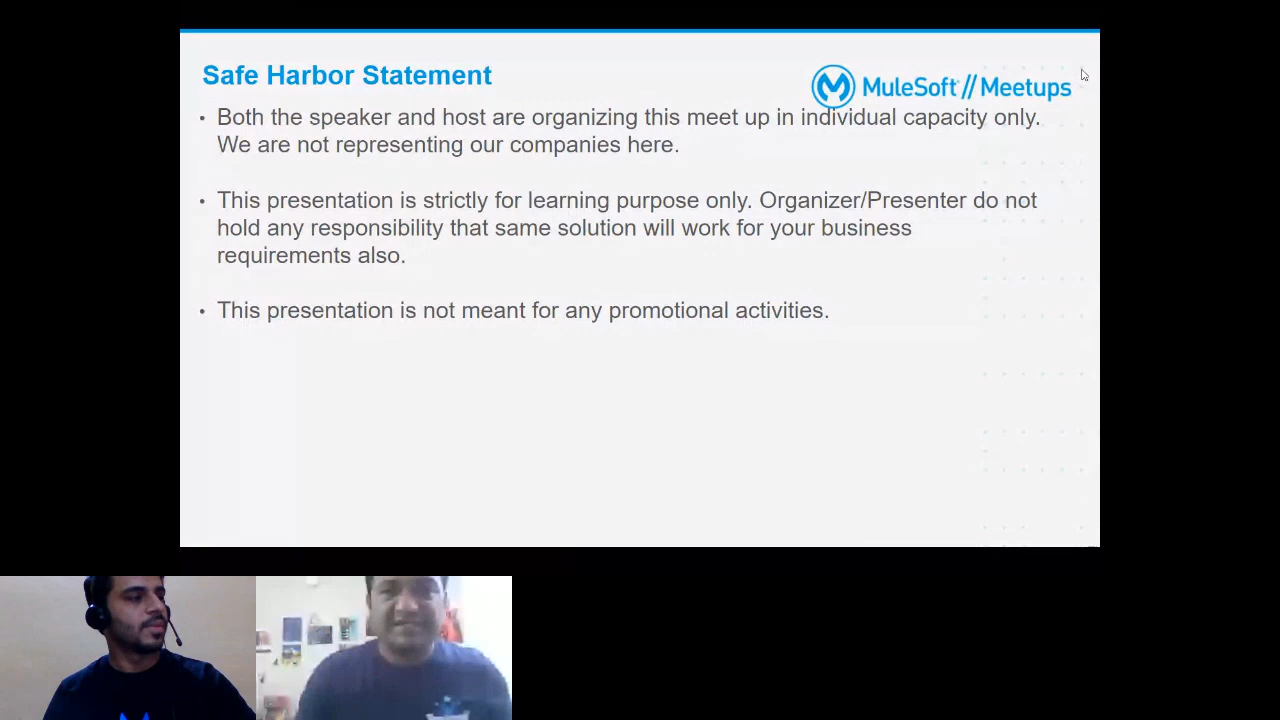 Safe Harbor Statement
MuleSoft // Meetups
• Both the speaker and host are organizing this meet up in individual capacity only.
We are not representing our companies here.
• This presentation is strictly for learning purpose only. Organizer/Presenter do not
hold any responsibility that same solution will work for your business
requirements also.
• This presentation is not meant for any promotional activities.